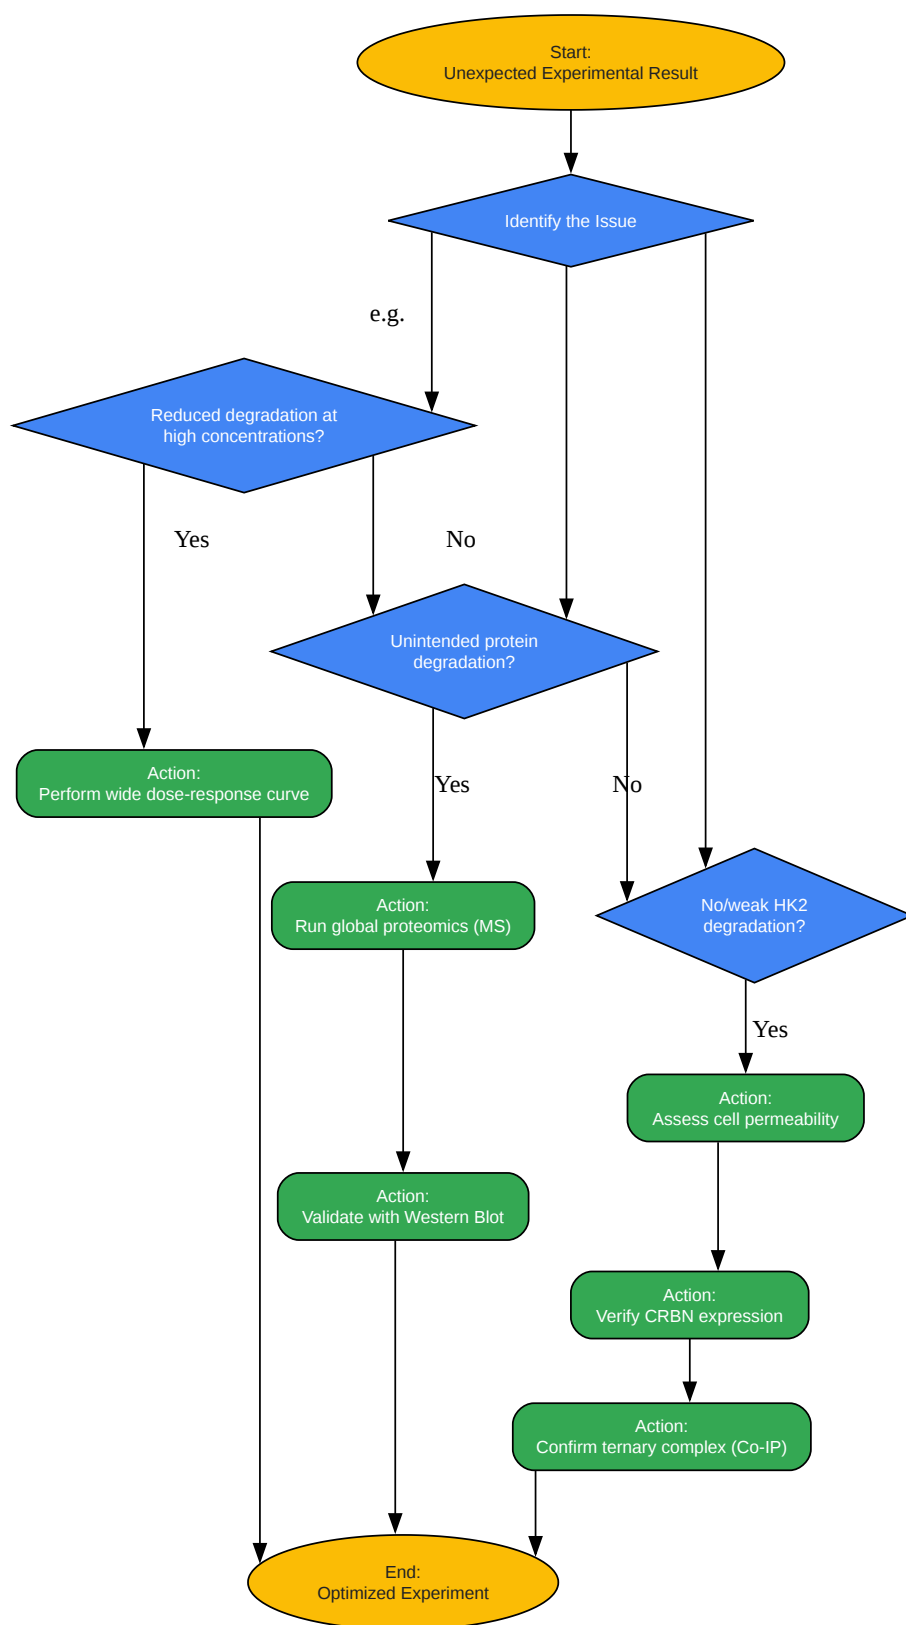 Start:
Unexpected Experimental Result
Identify the Issue
e.g.
Reduced degradation at
high concentrations?
Yes
No
Unintended protein
degradation?
Action:
Perform wide dose-response curve
Yes
No
Action:
Run global proteomics (MS)
No/weak HK2
degradation?
Yes
Action:
Assess cell permeability
Action:
Validate with Western Blot
Action:
Verify CRBN expression
Action:
Confirm ternary complex (Co-IP)
End:
Optimized Experiment